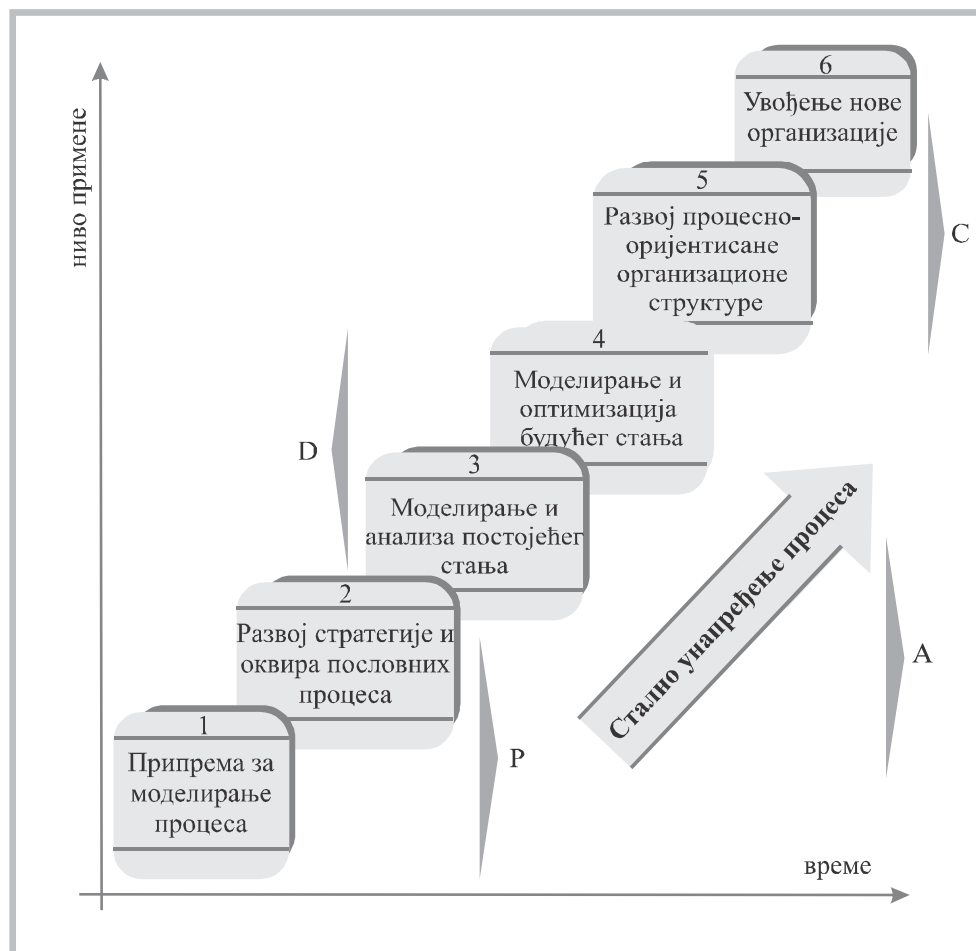 6
Увођење нове
организације
5
Развој процесно-
оријентисане
организационе
структуре
C
ниво примене
4
Моделирање и
оптимизација
будућег стања
D
3
Моделирање и
анализа постојећег
стања
Стално унапређење процеса
A
2
Развој стратегије и
оквира пословних
процеса
P
1
Припрема за
моделирање
процеса
време